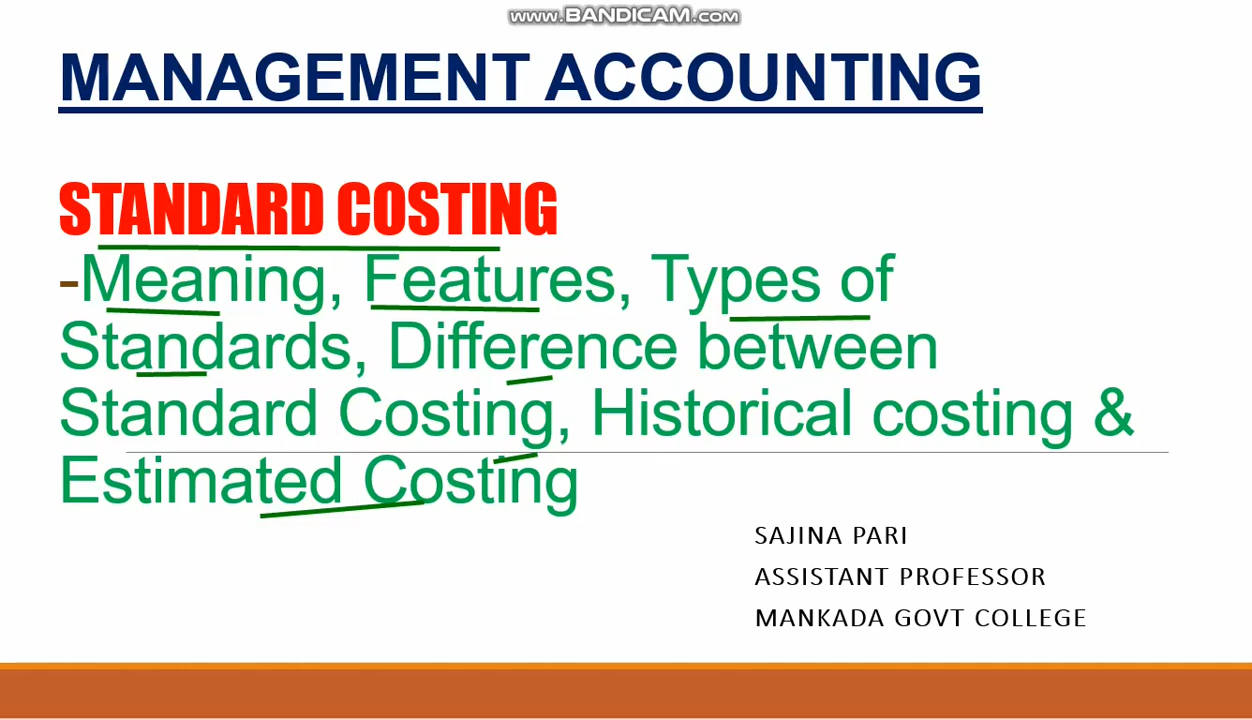 www.BANDICAM.com
MANAGEMENT ACCOUNTING
STANDARD COSTING
-Meaning, Features, Types of
Standards, Difference between
Standard Costing, Historical costing &
Estimated Costing
SAJINA PARI
ASSISTANT PROFESSOR
MANKADA GOVT COLLEGE